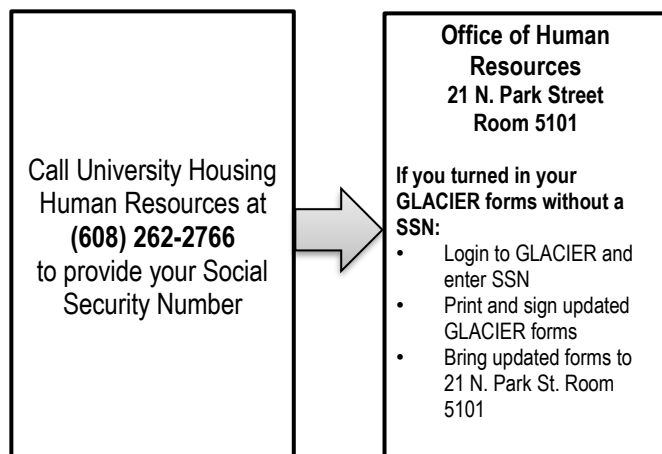 Call University Housing
Human Resources at
(608) 262-2766
to provide your Social
Security Number
Office of Human
Resources
21 N. Park Street
Room 5101
If you turned in your
GLACIER forms without a
SSN:
• Login to GLACIER and
enter SSN
• Print and sign updated
GLACIER forms
• Bring updated forms to
21 N. Park St. Room
5101